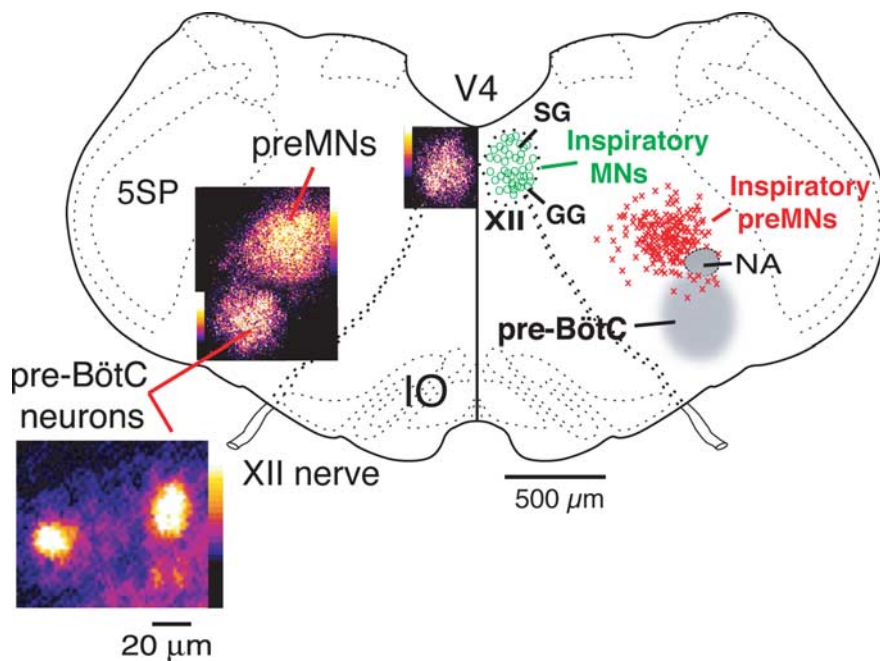 V4
SG
Inspiratory
MNs
preMNs
5SP
XII
GG
Inspiratory
preMNs
NA
pre-BötC
pre-BötC
neurons
IO
XII nerve
500 µm
20 µm